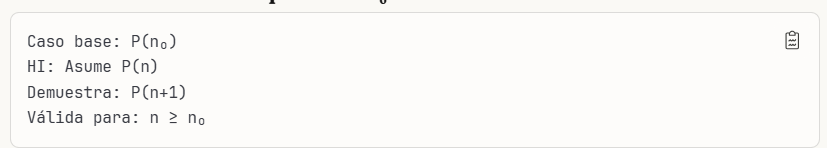 Caso base: P(n₀)
HI: Asume P(n)
Demuestra: P(n+1)
Válida para: n ≥ n₀